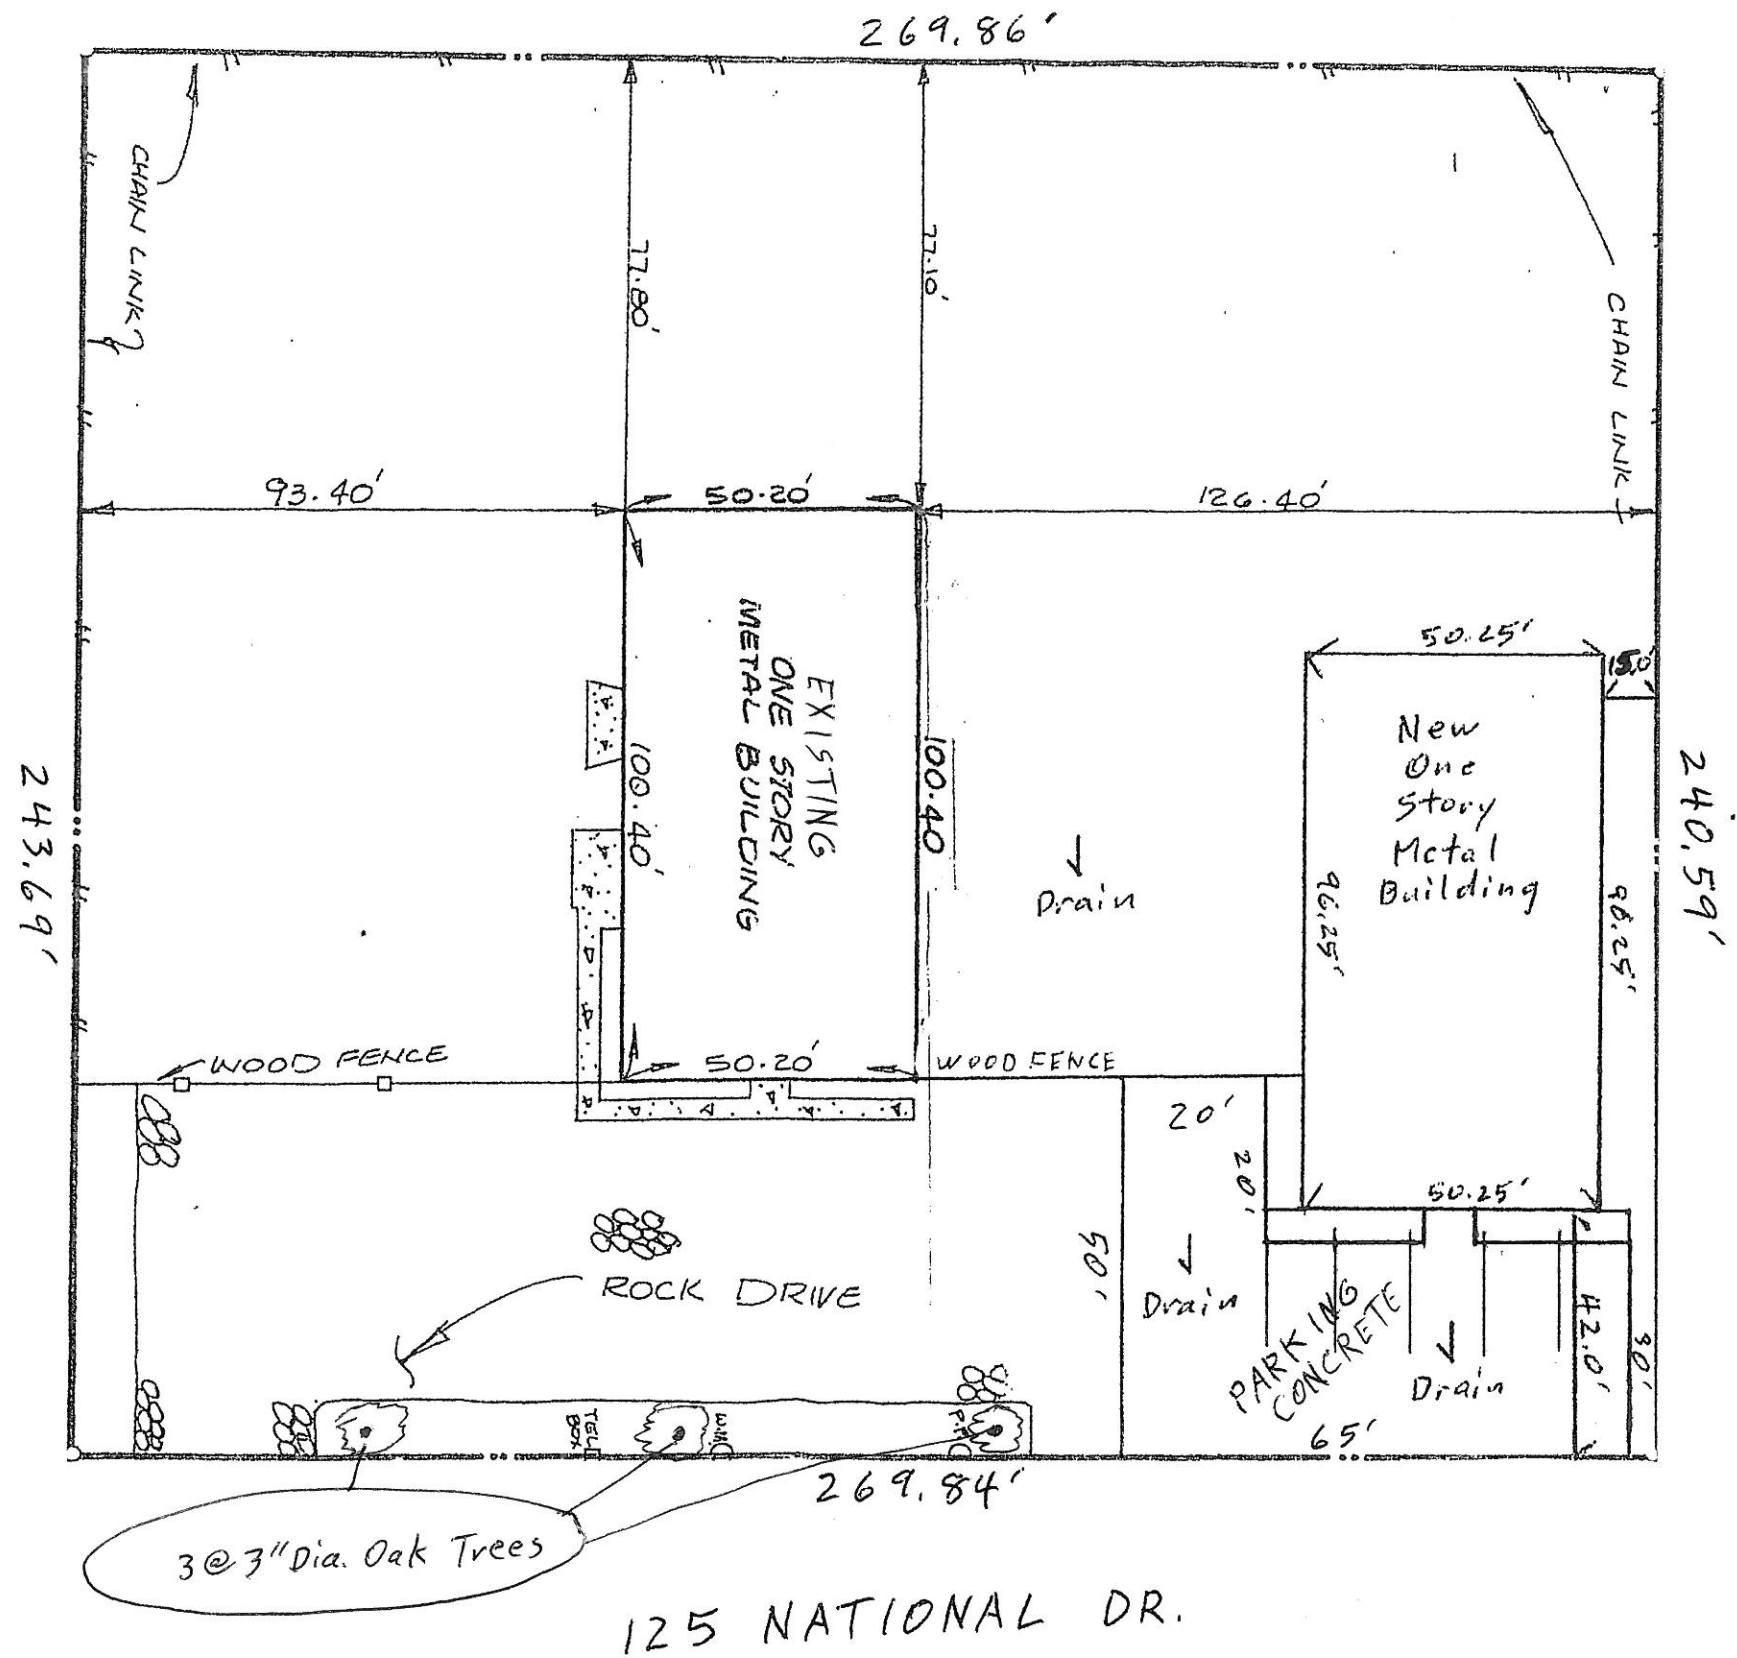 269.86'
CHAIN LINK
77.80'
77.10'
CHAIN LINK
93.40'
50.20'
126.40'
50.25'
15.0'
EXISTING
ONE STORY
METAL BUILDING
100.40'
100.40
New
One
Story
Metal
Building
96.25'
96.25'
243.69'
240.59'
Drain
WOOD FENCE
50.20'
WOOD FENCE
20'
20'
50.25'
50'
Drain
ROCK DRIVE
PARKING
CONCRETE
Drain
42.0'
TEL
BOX
W.M.
P.P.
65'
269.84'
3@3"Dia. Oak Trees
125 NATIONAL DR.